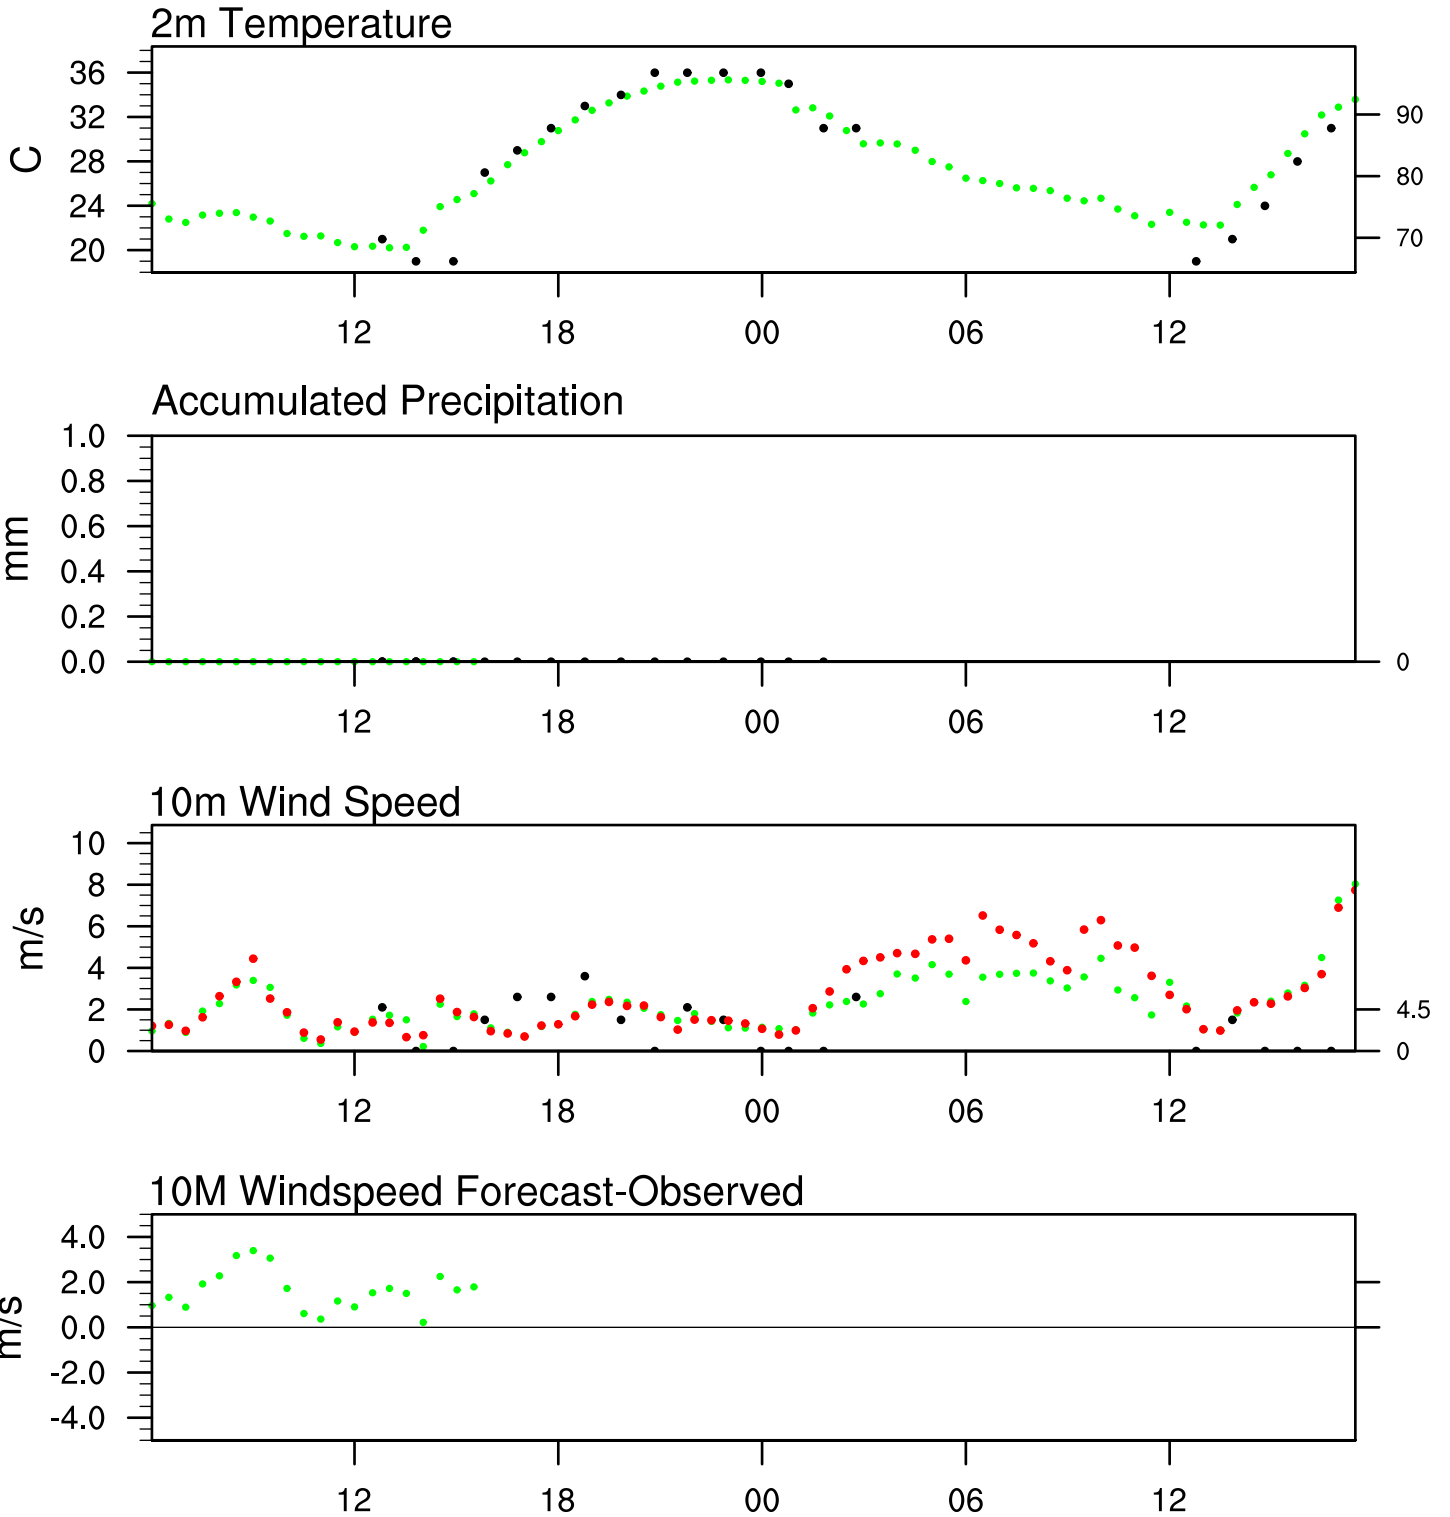 2m Temperature
36
32
28
24
20
C
90
80
70
12 18 00 06 12
Accumulated Precipitation
1.0
0.8
0.6
0.4
0.2
0.0
mm
0
12 18 00 06 12
10m Wind Speed
10
8
6
4
2
0
m/s
4.5
0
12 18 00 06 12
10M Windspeed Forecast-Observed
4.0
2.0
0.0
-2.0
-4.0
m/s
12 18 00 06 12